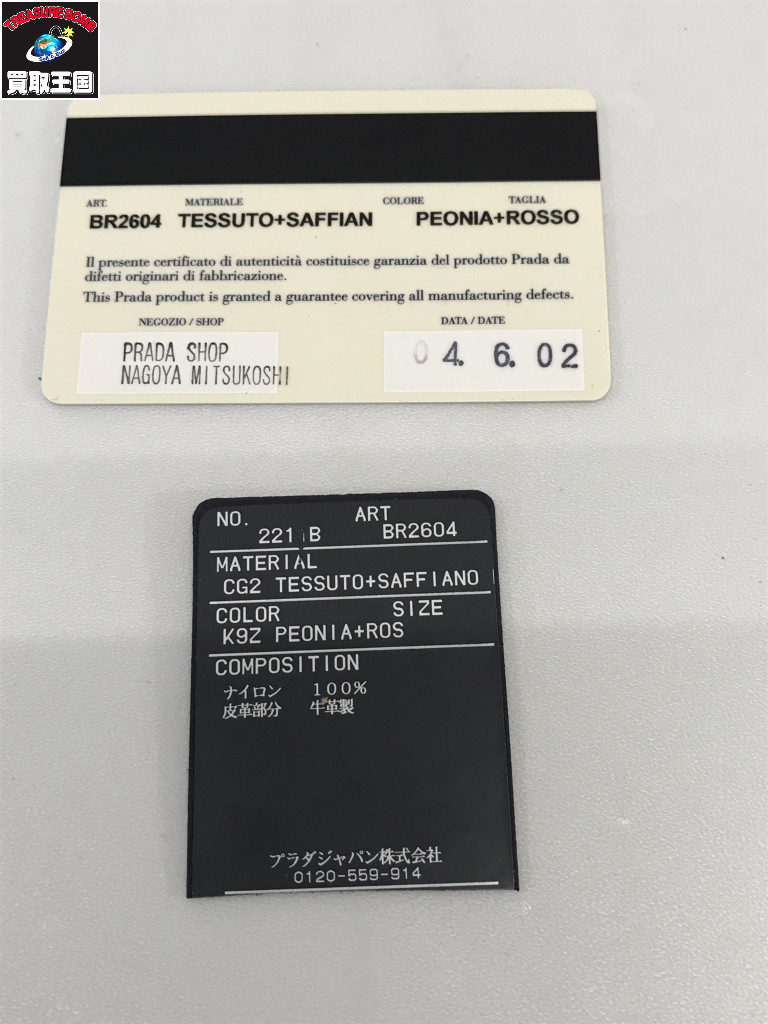 TREASURE・BOMB
買取王国
ART. MATERIALE COLORE TAGLIA
BR2604 TESSUTO+SAFFIAN PEONIA+ROSSO
Il presente certificato di autenticità costituisce garanzia del prodotto Prada da
difetti originari di fabbricazione.
This Prada product is granted a guarantee covering all manufacturing defects.
NEGOZIO / SHOP DATA / DATE
PRADA SHOP
NAGOYA MITSUKOSHI
04. 6. 02
NO. ART
221 B BR2604
MATERIAL
CG2 TESSUTO+SAFFIANO
COLOR SIZE
K9Z PEONIA+ROS
COMPOSITION
ナイロン 100%
皮革部分 牛革製
プラダジャパン株式会社
0120-559-914